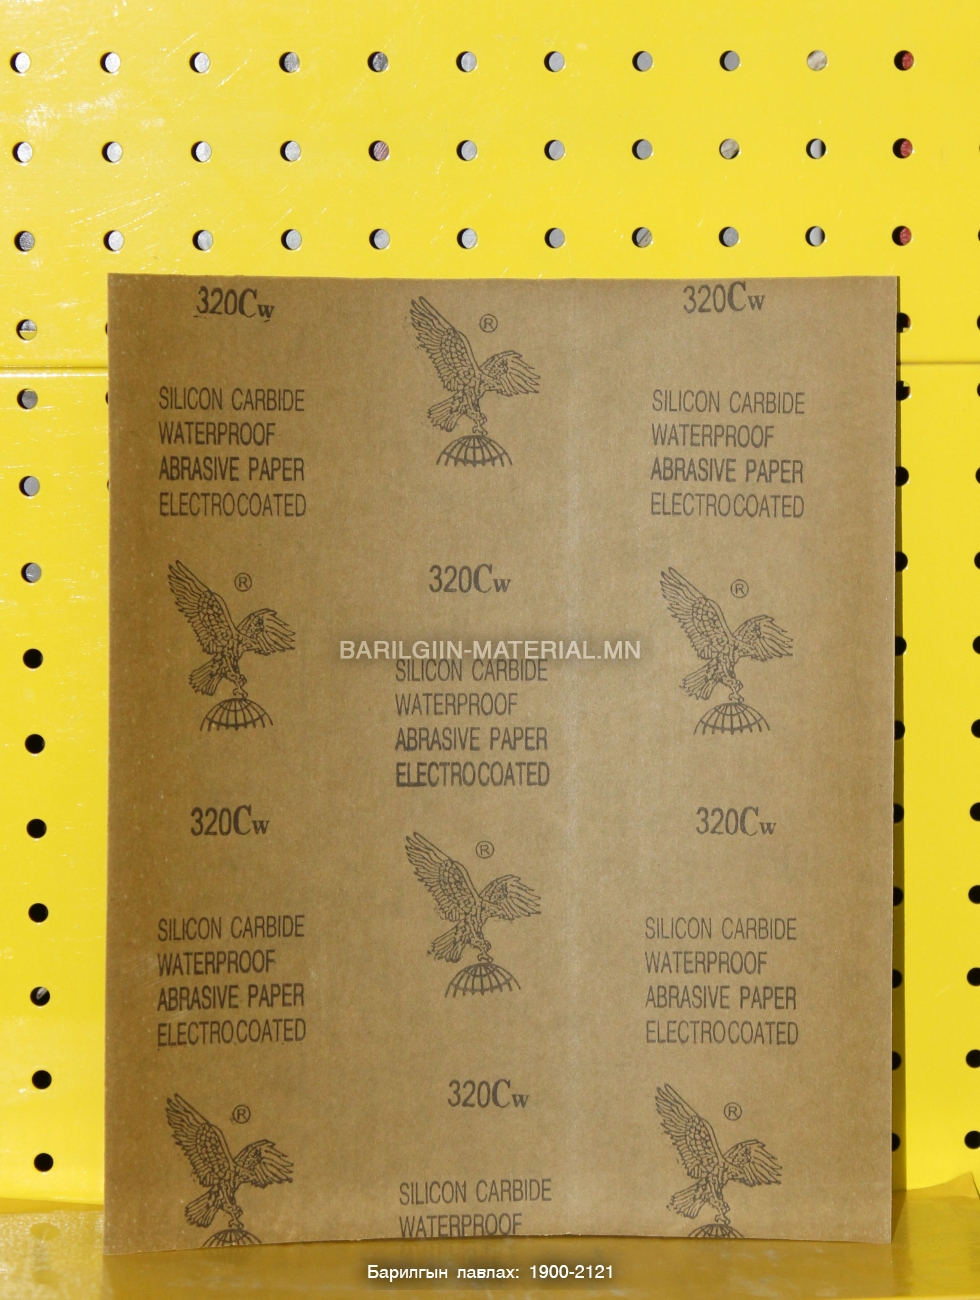 320Cw
®
320Cw
SILICON CARBIDE
WATERPROOF
ABRASIVE PAPER
ELECTROCOATED
SILICON CARBIDE
WATERPROOF
ABRASIVE PAPER
ELECTROCOATED
®
320Cw
®
BARILGIIN-MATERIAL.MN
SILICON CARBIDE
WATERPROOF
ABRASIVE PAPER
ELECTROCOATED
320Cw
®
320Cw
SILICON CARBIDE
WATERPROOF
ABRASIVE PAPER
ELECTROCOATED
SILICON CARBIDE
WATERPROOF
ABRASIVE PAPER
ELECTROCOATED
®
320Cw
®
SILICON CARBIDE
WATERPROOF
Барилгын лавлах: 1900-2121